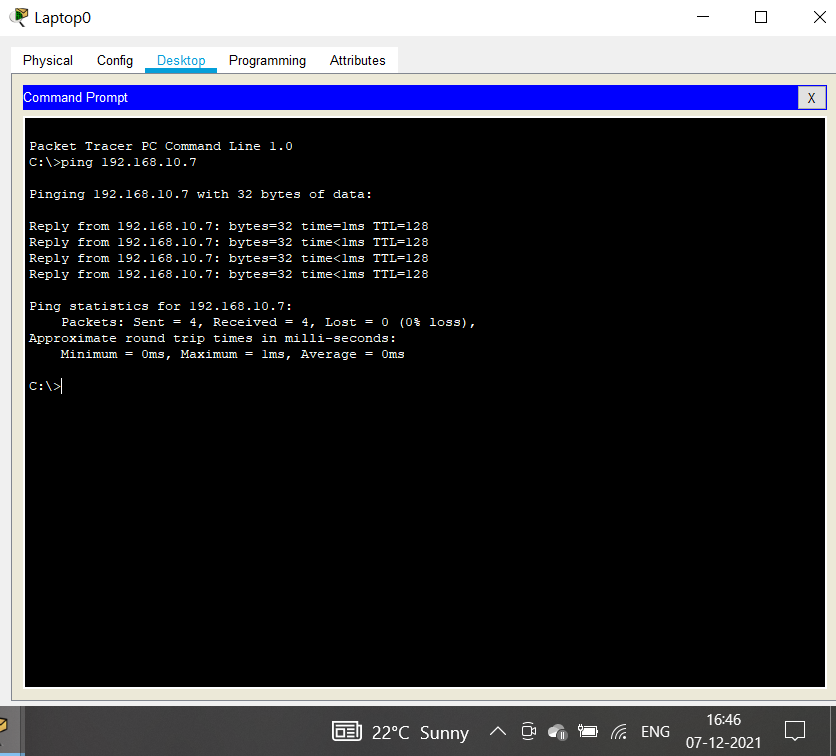 Laptop0
Physical Config Desktop Programming Attributes
Command Prompt X
Packet Tracer PC Command Line 1.0
C:\>ping 192.168.10.7
Pinging 192.168.10.7 with 32 bytes of data:
Reply from 192.168.10.7: bytes=32 time=1ms TTL=128
Reply from 192.168.10.7: bytes=32 time<1ms TTL=128
Reply from 192.168.10.7: bytes=32 time<1ms TTL=128
Reply from 192.168.10.7: bytes=32 time<1ms TTL=128
Ping statistics for 192.168.10.7:
Packets: Sent = 4, Received = 4, Lost = 0 (0% loss),
Approximate round trip times in milli-seconds:
Minimum = 0ms, Maximum = 1ms, Average = 0ms
C:\>
22°C Sunny ENG 16:46
07-12-2021